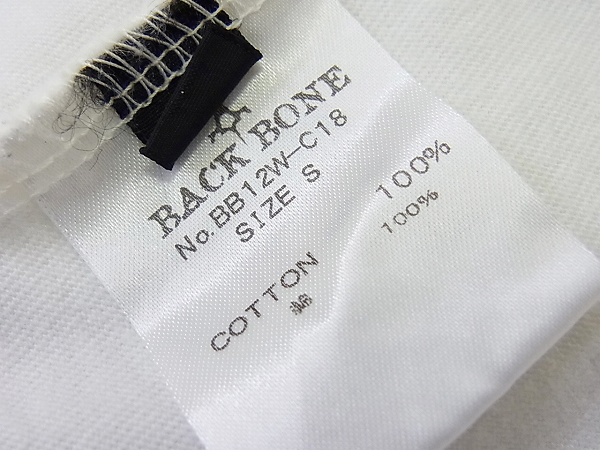 BACK BONE
No.BB12W-C18
SIZE S
COTTON 100%
綿 100%